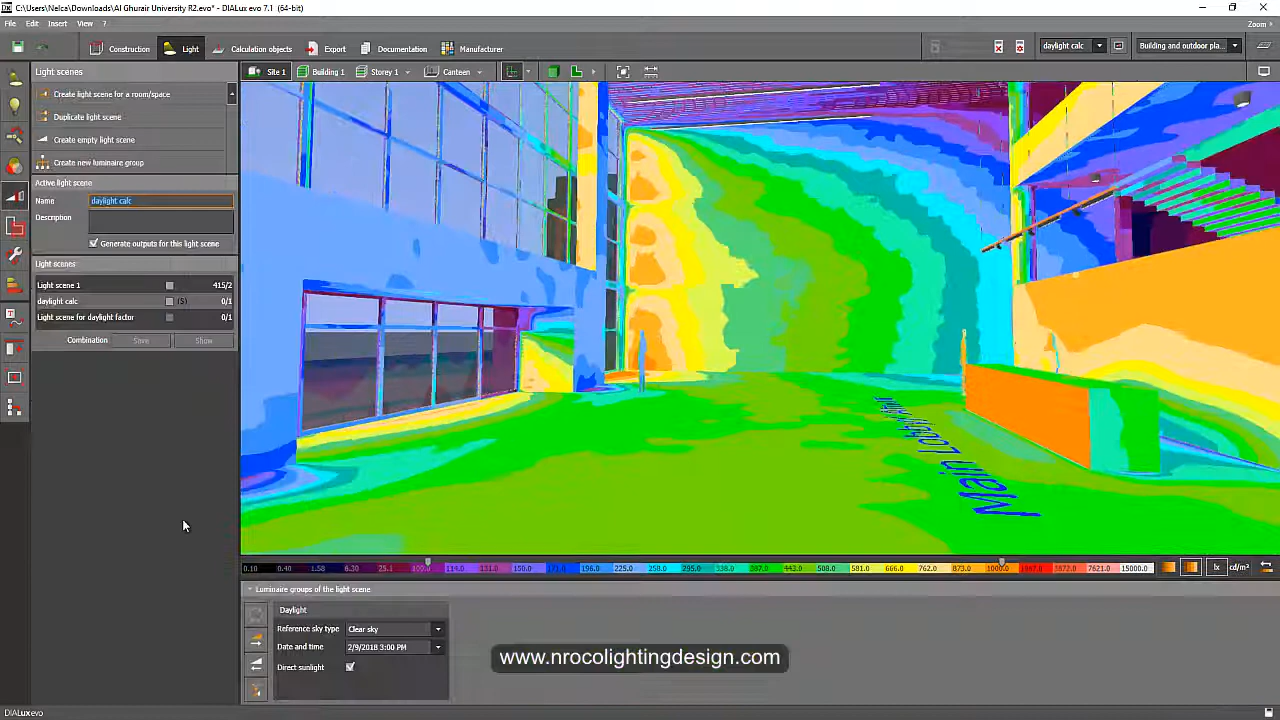 C:\Users\Nelca\Downloads\Al Ghurair University R2.evo* - DIALux evo 7.1 (64-bit)
File Edit Insert View ?
Zoom
Construction Light Calculation objects Export Documentation Manufacturer
daylight calc
Building and outdoor pla...
Light scenes
Site 1 Building 1 Storey 1 Canteen
Create light scene for a room/space
Duplicate light scene
Create empty light scene
Create new luminaire group
Active light scene
Name daylight calc
Description
Generate outputs for this light scene
Light scenes
Light scene 1 415/2
daylight calc (S) 0/1
Light scene for daylight factor 0/1
Combination Save Show
Main Lobby/Wait
0.10 0.40 1.58 6.30 25.1 100.0 114.0 131.0 150.0 171.0 196.0 225.0 258.0 295.0 338.0 387.0 443.0 508.0 581.0 666.0 762.0 873.0 1000.0 1967.0 3872.0 7621.0 15000.0 lx cd/m²
Luminaire groups of the light scene
Daylight
Reference sky type Clear sky
Date and time 2/9/2018 3:00 PM
Direct sunlight
www.nrocolightingdesign.com
DIALux evo